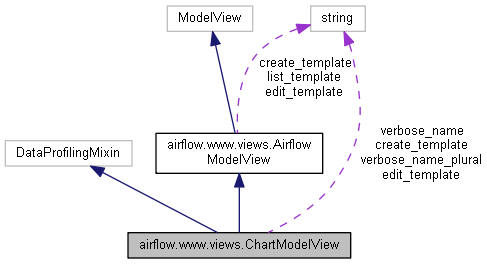 ModelView
string
create_template
list_template
edit_template
verbose_name
create_template
verbose_name_plural
edit_template
airflow.www.views.Airflow
ModelView
DataProfilingMixin
airflow.www.views.ChartModelView